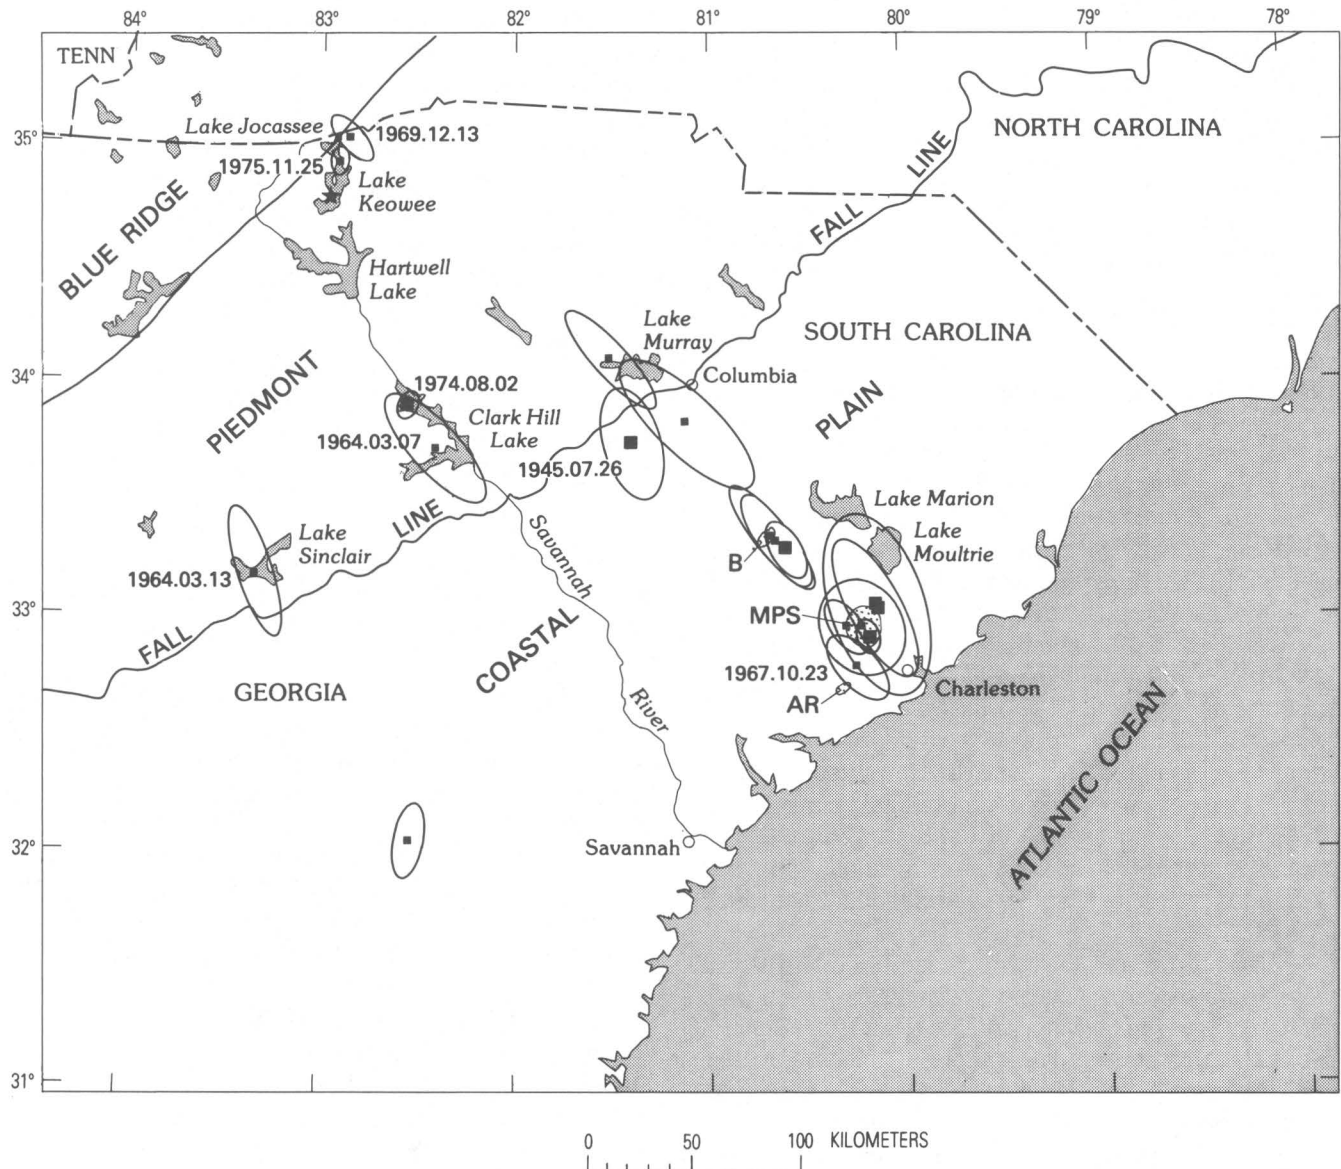 84° 83° 82° 81° 80° 79° 78°
TENN
35°
Lake Jocassee
1969.12.13
NORTH CAROLINA
1975.11.25
Lake
Keowee
BLUE RIDGE
FALL LINE
Hartwell
Lake
Lake
Murray
SOUTH CAROLINA
34°
Columbia
PIEDMONT
1974.08.02
PLAIN
Clark Hill
Lake
1964.03.07
1945.07.26
Lake Marion
Lake
Moultrie
LINE
Savannah
Lake
Sinclair
B
1964.03.13
33°
MPS
FALL
COASTAL
1967.10.23
GEORGIA
Charleston
AR
River
ATLANTIC OCEAN
32°
Savannah
31°
0 50 100 KILOMETERS